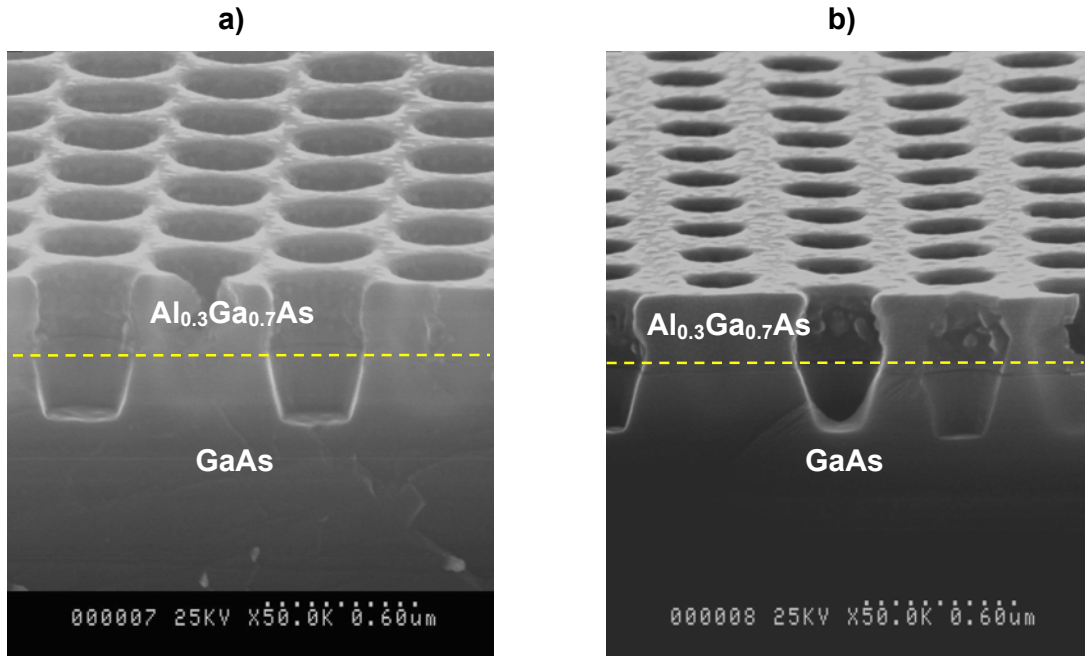 a)
b)
Al0.3Ga0.7As
Al0.3Ga0.7As
GaAs
GaAs
000007 25KV X50.0K 0.60um
000008 25KV X50.0K 0.60um